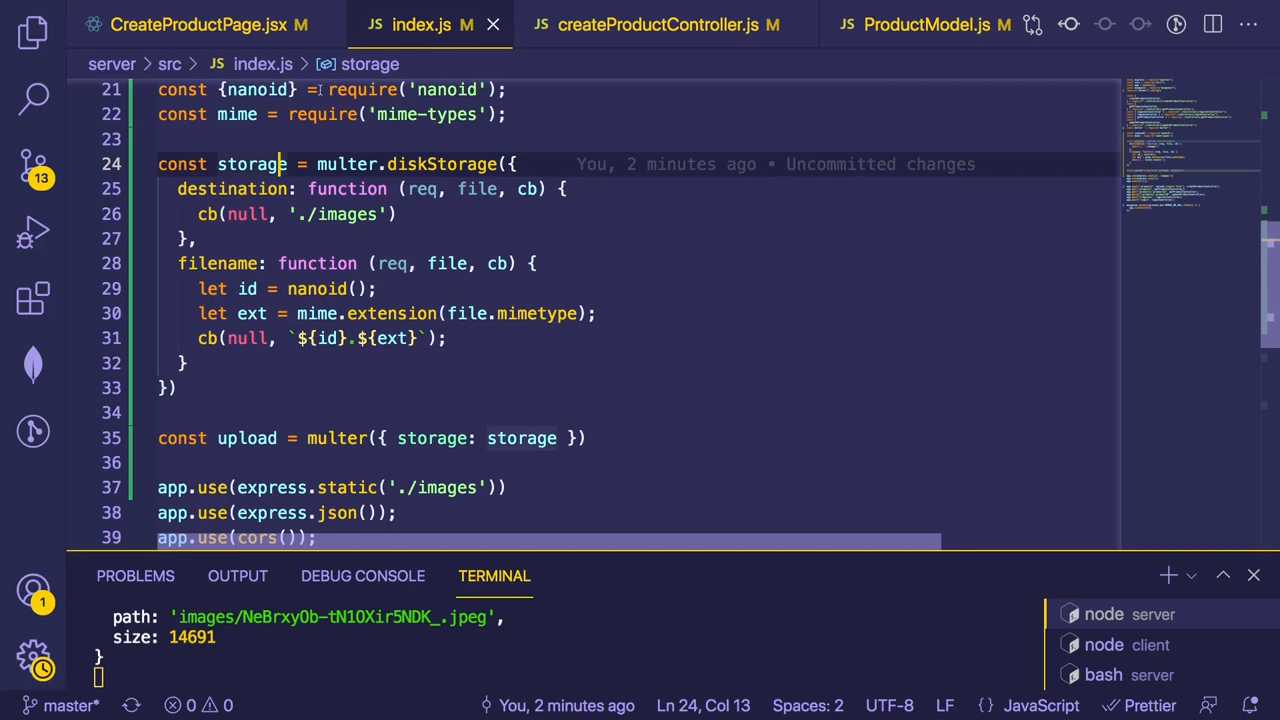 CreateProductPage.jsx M
JS index.js M
JS createProductController.js M
JS ProductModel.js M
server › src › JS index.js › storage
21 const {nanoid} = require('nanoid');
22 const mime = require('mime-types');
23
24 const storage = multer.diskStorage({ You, 2 minutes ago • Uncommitted changes
25 destination: function (req, file, cb) {
26 cb(null, './images')
27 },
28 filename: function (req, file, cb) {
29 let id = nanoid();
30 let ext = mime.extension(file.mimetype);
31 cb(null, `${id}.${ext}`);
32 }
33 })
34
35 const upload = multer({ storage: storage })
36
37 app.use(express.static('./images'))
38 app.use(express.json());
39 app.use(cors());
13
1
PROBLEMS OUTPUT DEBUG CONSOLE TERMINAL
path: 'images/NeBrxyOb-tN1OXir5NDK_.jpeg',
size: 14691
}
node server
node client
bash server
master* 0 0 You, 2 minutes ago Ln 24, Col 13 Spaces: 2 UTF-8 LF {} JavaScript Prettier